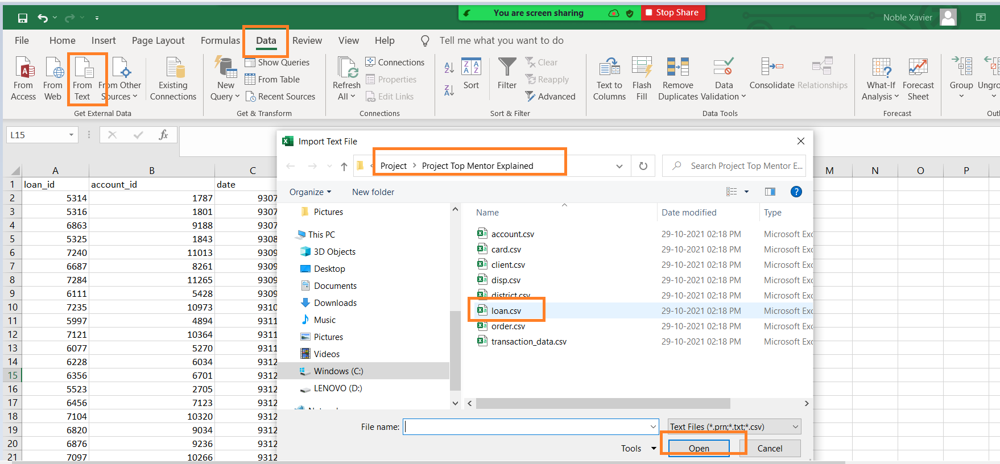 You are screen sharing
Stop Share
Noble Xavier
File Home Insert Page Layout Formulas Data Review View Help Tell me what you want to do
From Access
From Web
From Text
From Other Sources
Existing Connections
Get External Data
New Query
Show Queries
From Table
Recent Sources
Get & Transform
Refresh All
Connections
Properties
Edit Links
Connections
Sort
Filter
Clear
Reapply
Advanced
Sort & Filter
Text to Columns
Flash Fill
Remove Duplicates
Data Validation
Consolidate
Relationships
Data Tools
What-If Analysis
Forecast Sheet
Forecast
Group
Ungro
Outl
L15
fx
Import Text File
Project > Project Top Mentor Explained
Search Project Top Mentor E...
Organize New folder
Pictures
This PC
3D Objects
Desktop
Documents
Downloads
Music
Pictures
Videos
Windows (C:)
LENOVO (D:)
Name Date modified Type
account.csv 29-10-2021 02:18 PM Microsoft Exc
card.csv 29-10-2021 02:18 PM Microsoft Exc
client.csv 29-10-2021 02:18 PM Microsoft Exc
disp.csv 29-10-2021 02:18 PM Microsoft Exc
district.csv 29-10-2021 02:18 PM Microsoft Exc
loan.csv 29-10-2021 02:18 PM Microsoft Exc
order.csv 29-10-2021 02:18 PM Microsoft Exc
transaction_data.csv 29-10-2021 02:18 PM Microsoft Exc
File name:
Text Files (*.prn;*.txt;*.csv)
Tools Open Cancel
A B C M N O P
1 loan_id account_id date
2 5314 1787 9307
3 5316 1801 9307
4 6863 9188 9307
5 5325 1843 9308
6 7240 11013 9309
7 6687 8261 9309
8 7284 11265 9309
9 6111 5428 9309
10 7235 10973 9310
11 5997 4894 9311
12 7121 10364 9311
13 6077 5270 9311
14 6228 6034 9312
15 6356 6701 9312
16 5523 2705 9312
17 6456 7123 9312
18 7104 10320 9312
19 6820 9034 9312
20 6876 9236 9312
21 7097 10266 9312